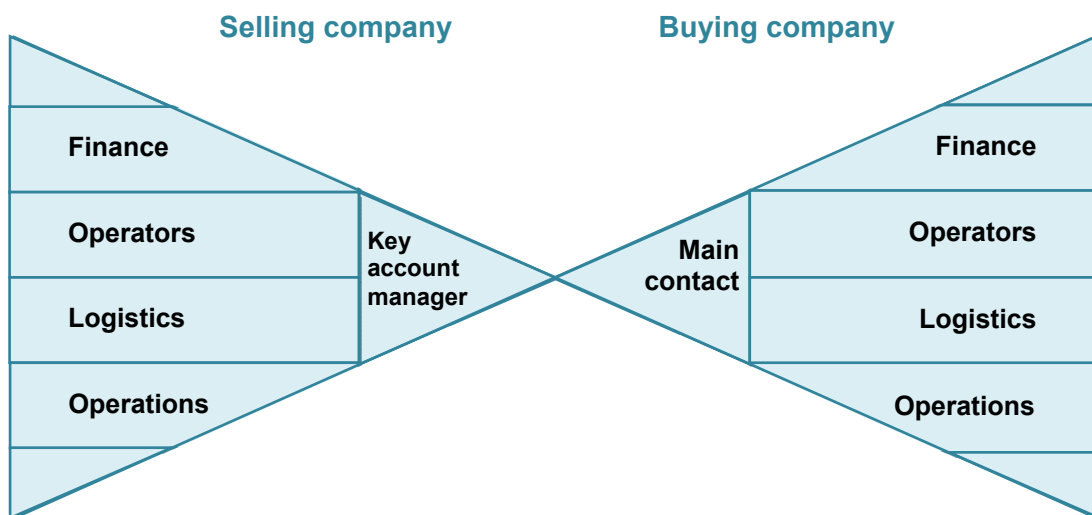 Selling company
Buying company
Finance
Operators
Logistics
Operations
Key
account
manager
Main
contact
Finance
Operators
Logistics
Operations